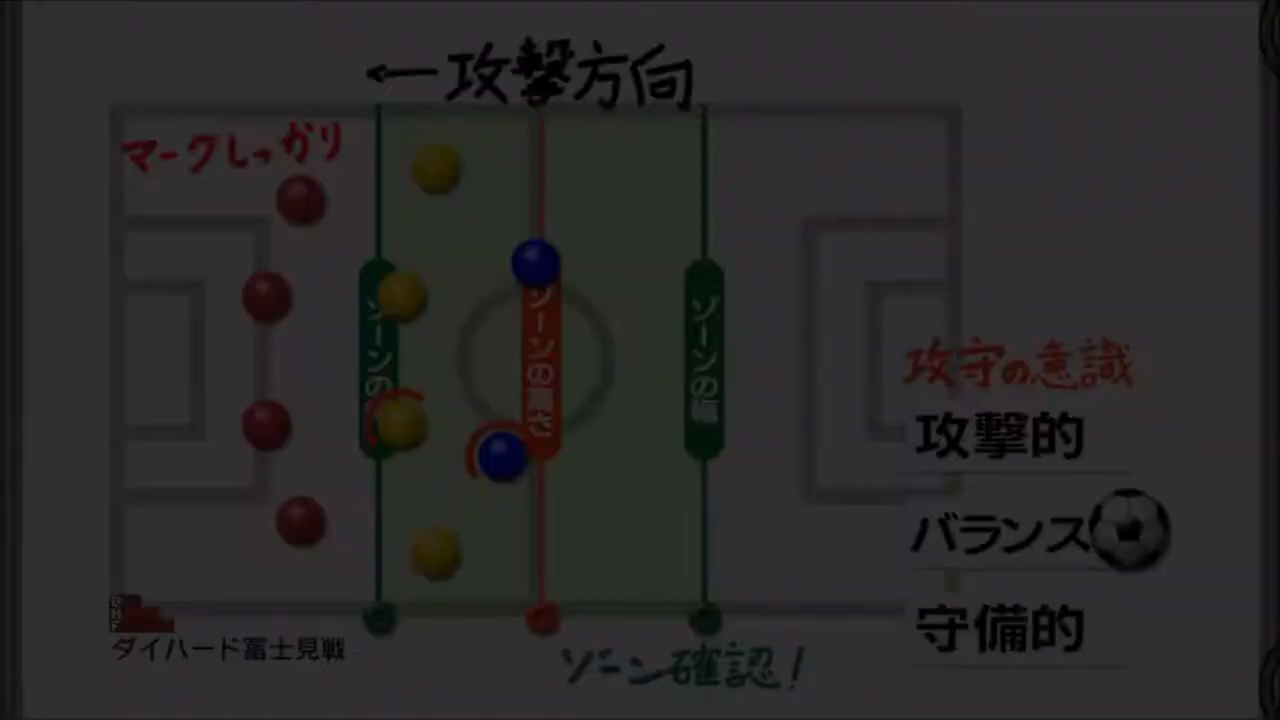 ←攻撃方向
マークしっかり
ゾーンの
ゾーンの高さ
ゾーンの幅
攻守の意識
攻撃的
バランス
守備的
DHF
ダイハード富士見戦
ゾーン確認!